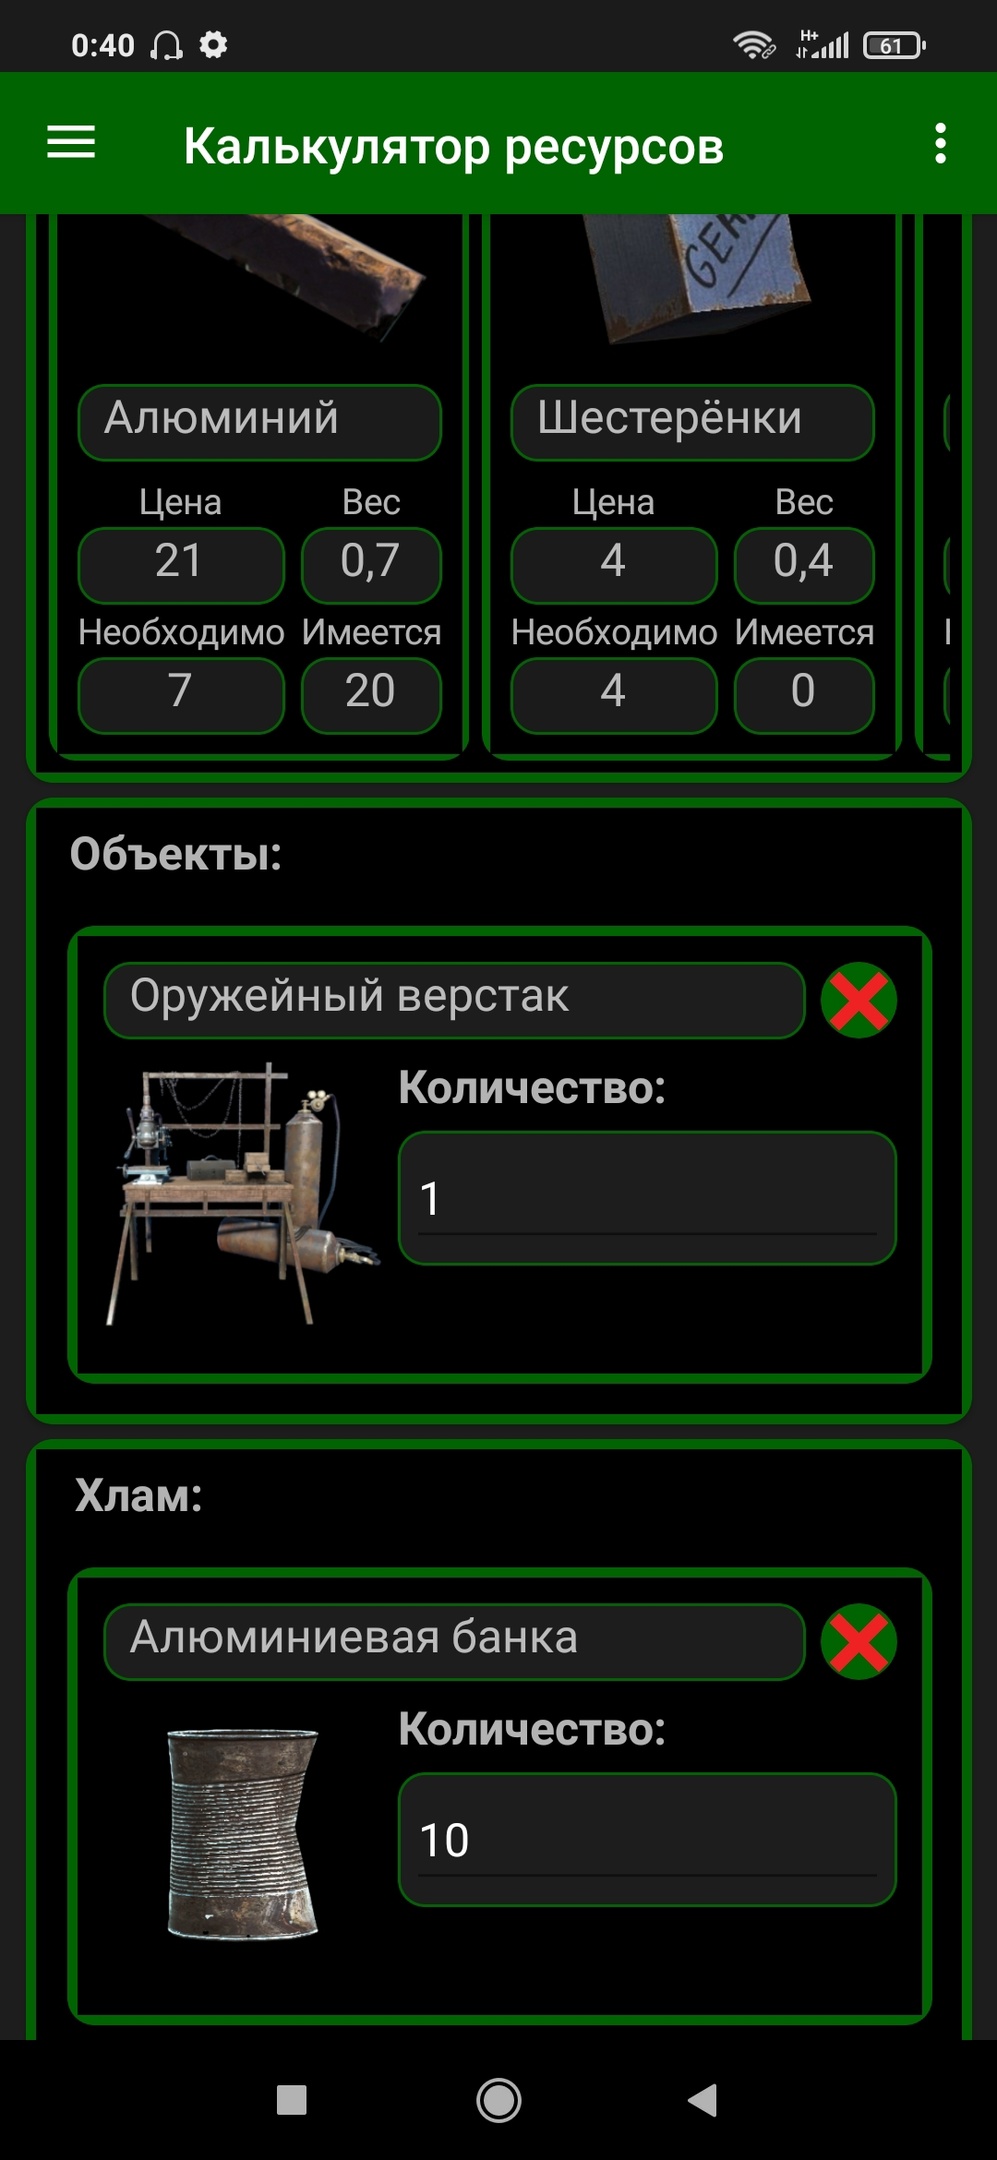 0:40 H+ 61
Калькулятор ресурсов
Алюминий Шестерёнки
Цена Вес Цена Вес
21 0,7 4 0,4
Необходимо Имеется Необходимо Имеется
7 20 4 0
Объекты:
Оружейный верстак
Количество:
1
Хлам:
Алюминиевая банка
Количество:
10